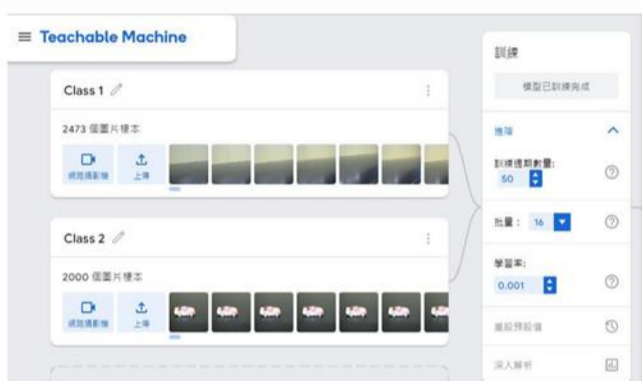 Teachable Machine
Class 1
2473 個圖片樣本
網路攝影機
上傳
Class 2
2000 個圖片樣本
網路攝影機
上傳
訓練
模型已訓練完成
進階
訓練週期數量:
50
批量： 16
學習率:
0.001
重設預設值
深入解析